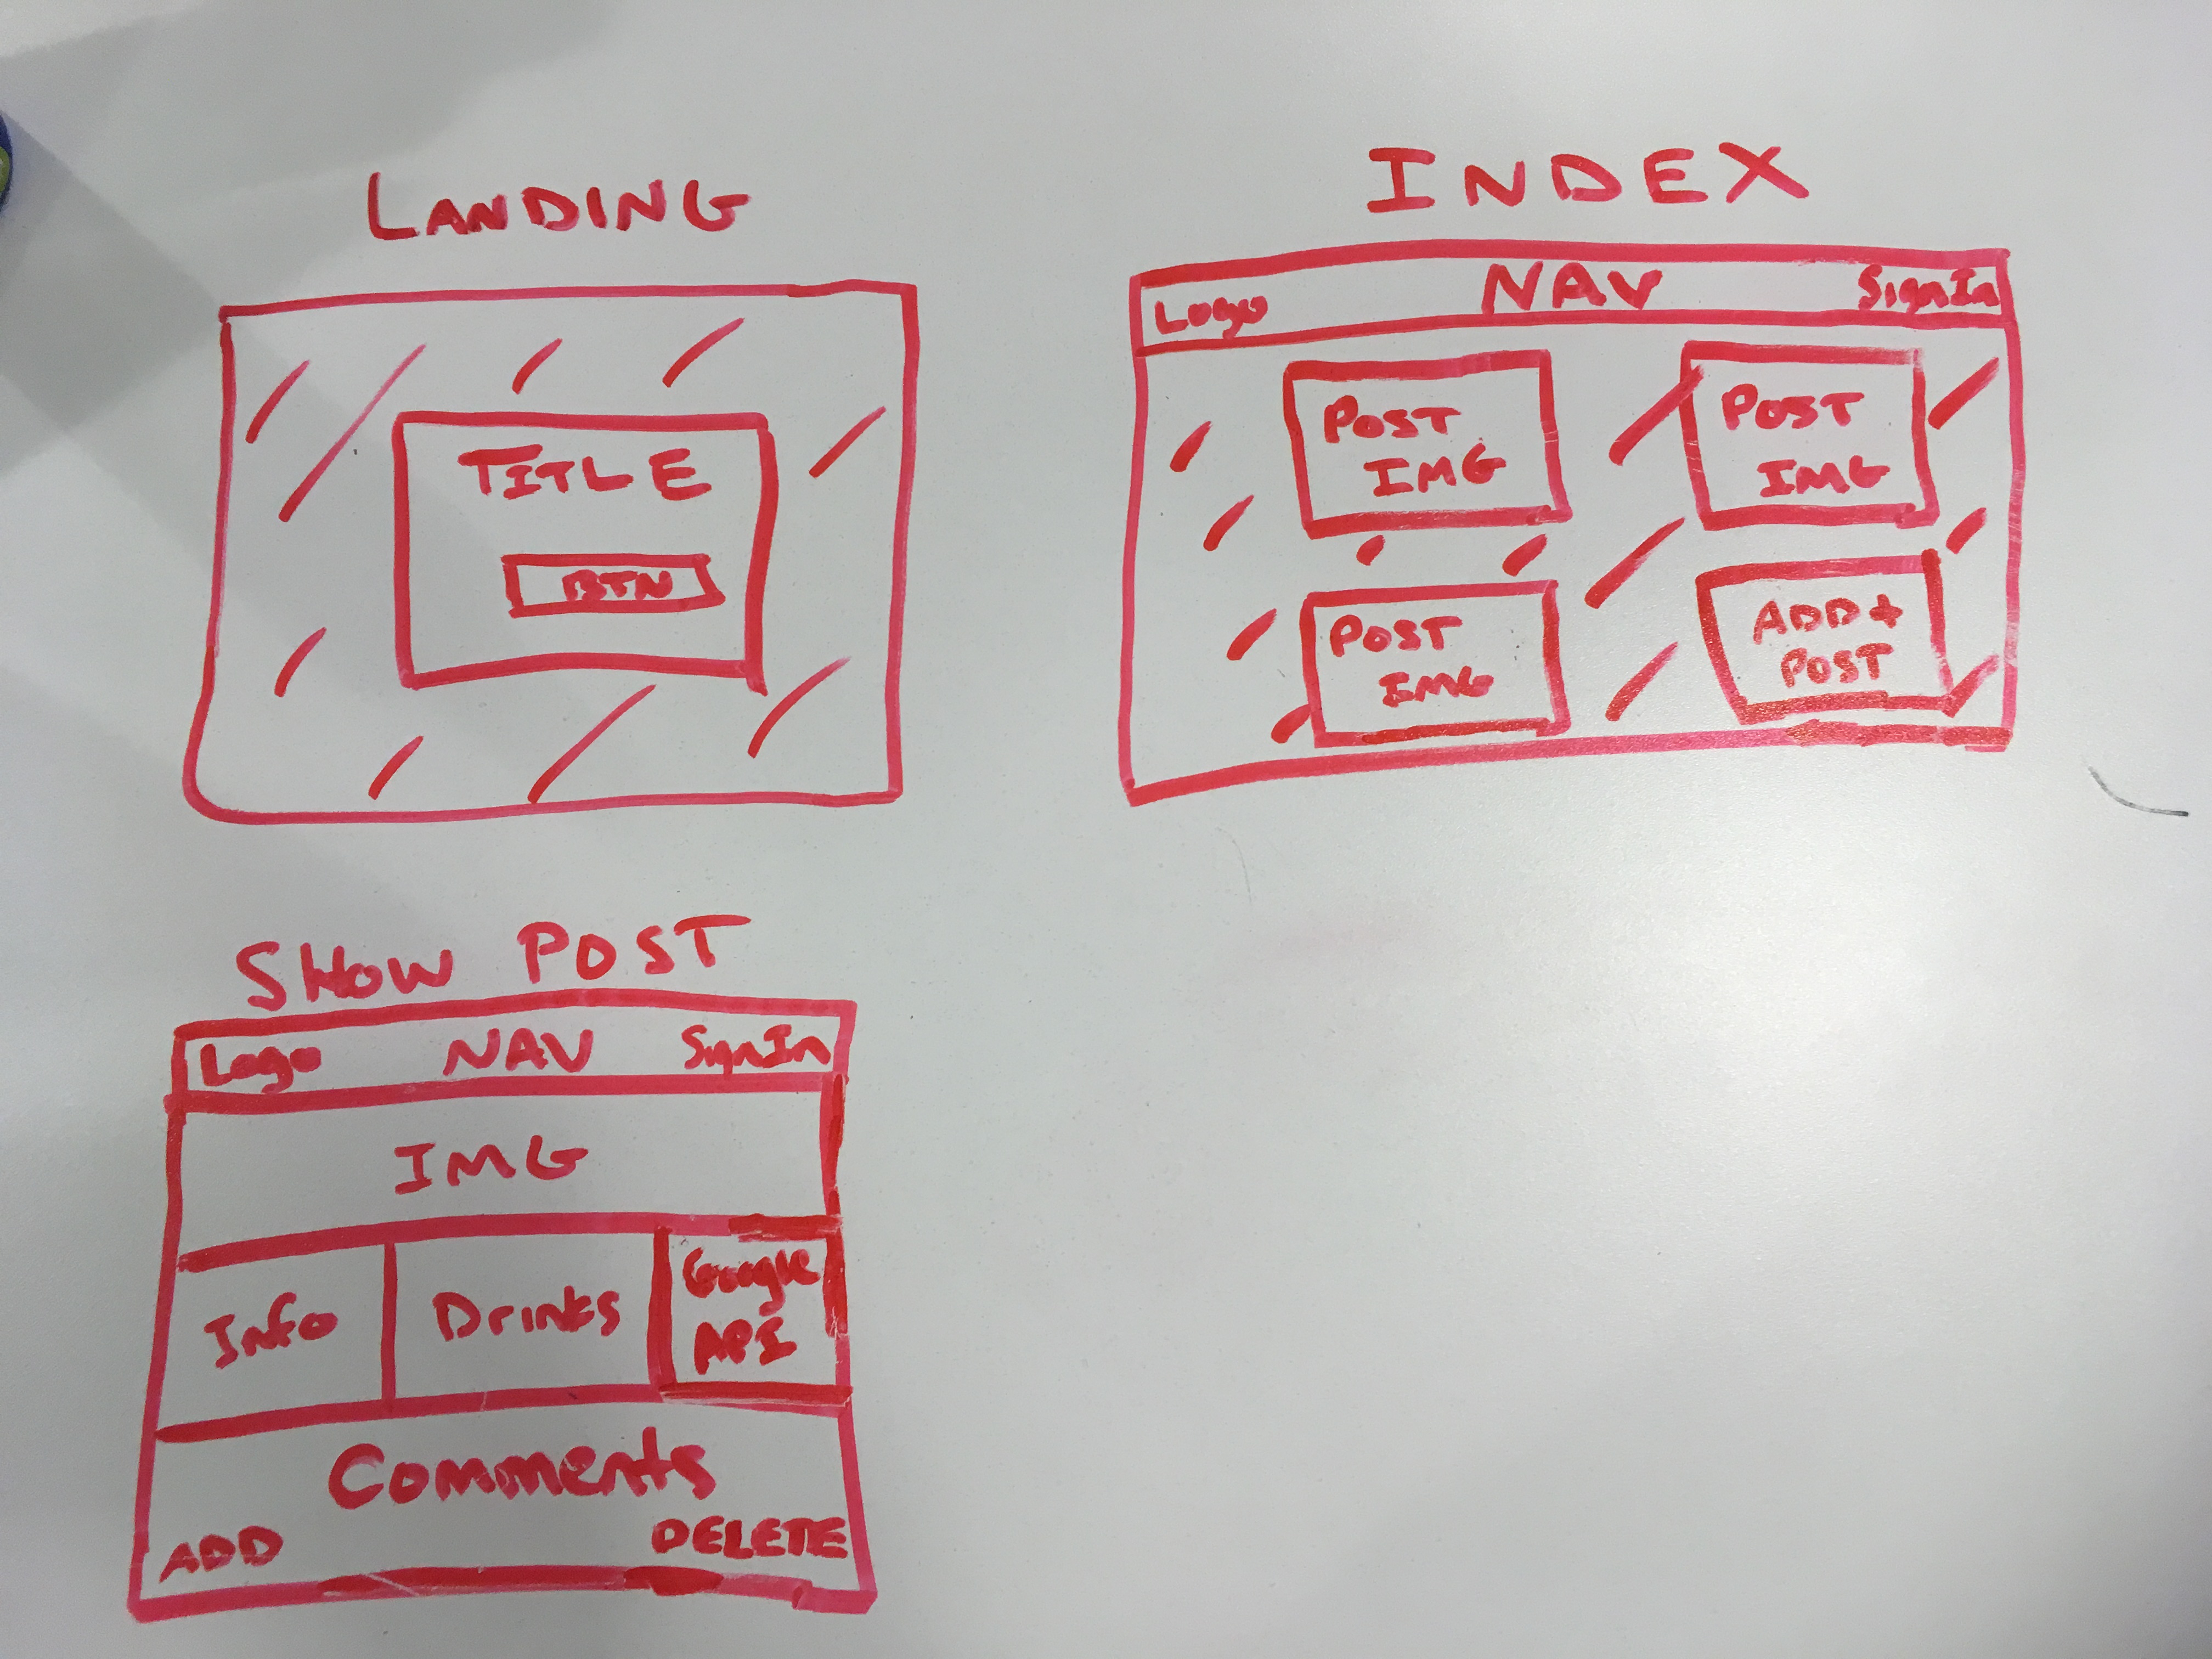 LANDING
TITLE
BTN
INDEX
Logo NAV SignIn
POST
IMG
POST
IMG
POST
IMG
ADD+
POST
SHOW POST
Logo NAV SignIn
IMG
Info
Drinks
Google
API
Comments
ADD DELETE